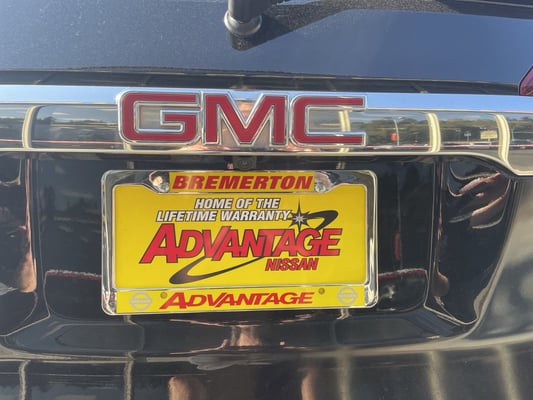 GMC
BREMERTON
HOME OF THE
LIFETIME WARRANTY
ADVANTAGE
NISSAN
ADVANTAGE